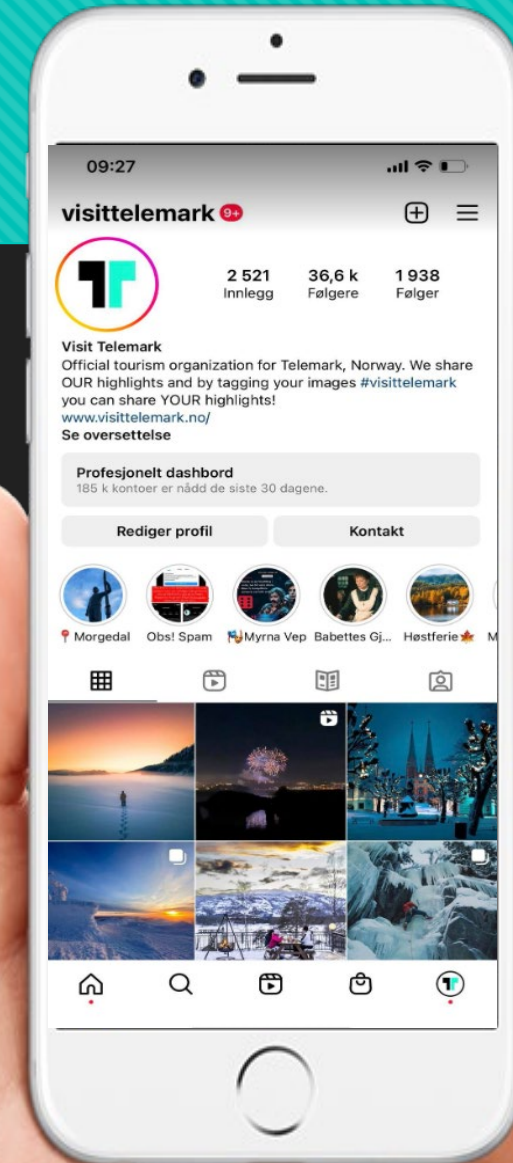 09:27
visittelemark 9+
2 521 36,6 k 1 938
Innlegg Følgere Følger
Visit Telemark
Official tourism organization for Telemark, Norway. We share
OUR highlights and by tagging your images #visittelemark
you can share YOUR highlights!
www.visittelemark.no/
Se oversettelse
Profesjonelt dashbord
185 k kontoer er nådd de siste 30 dagene.
Rediger profil Kontakt
Morgedal Obs! Spam Myrna Vep Babettes Gj... Høstferie M